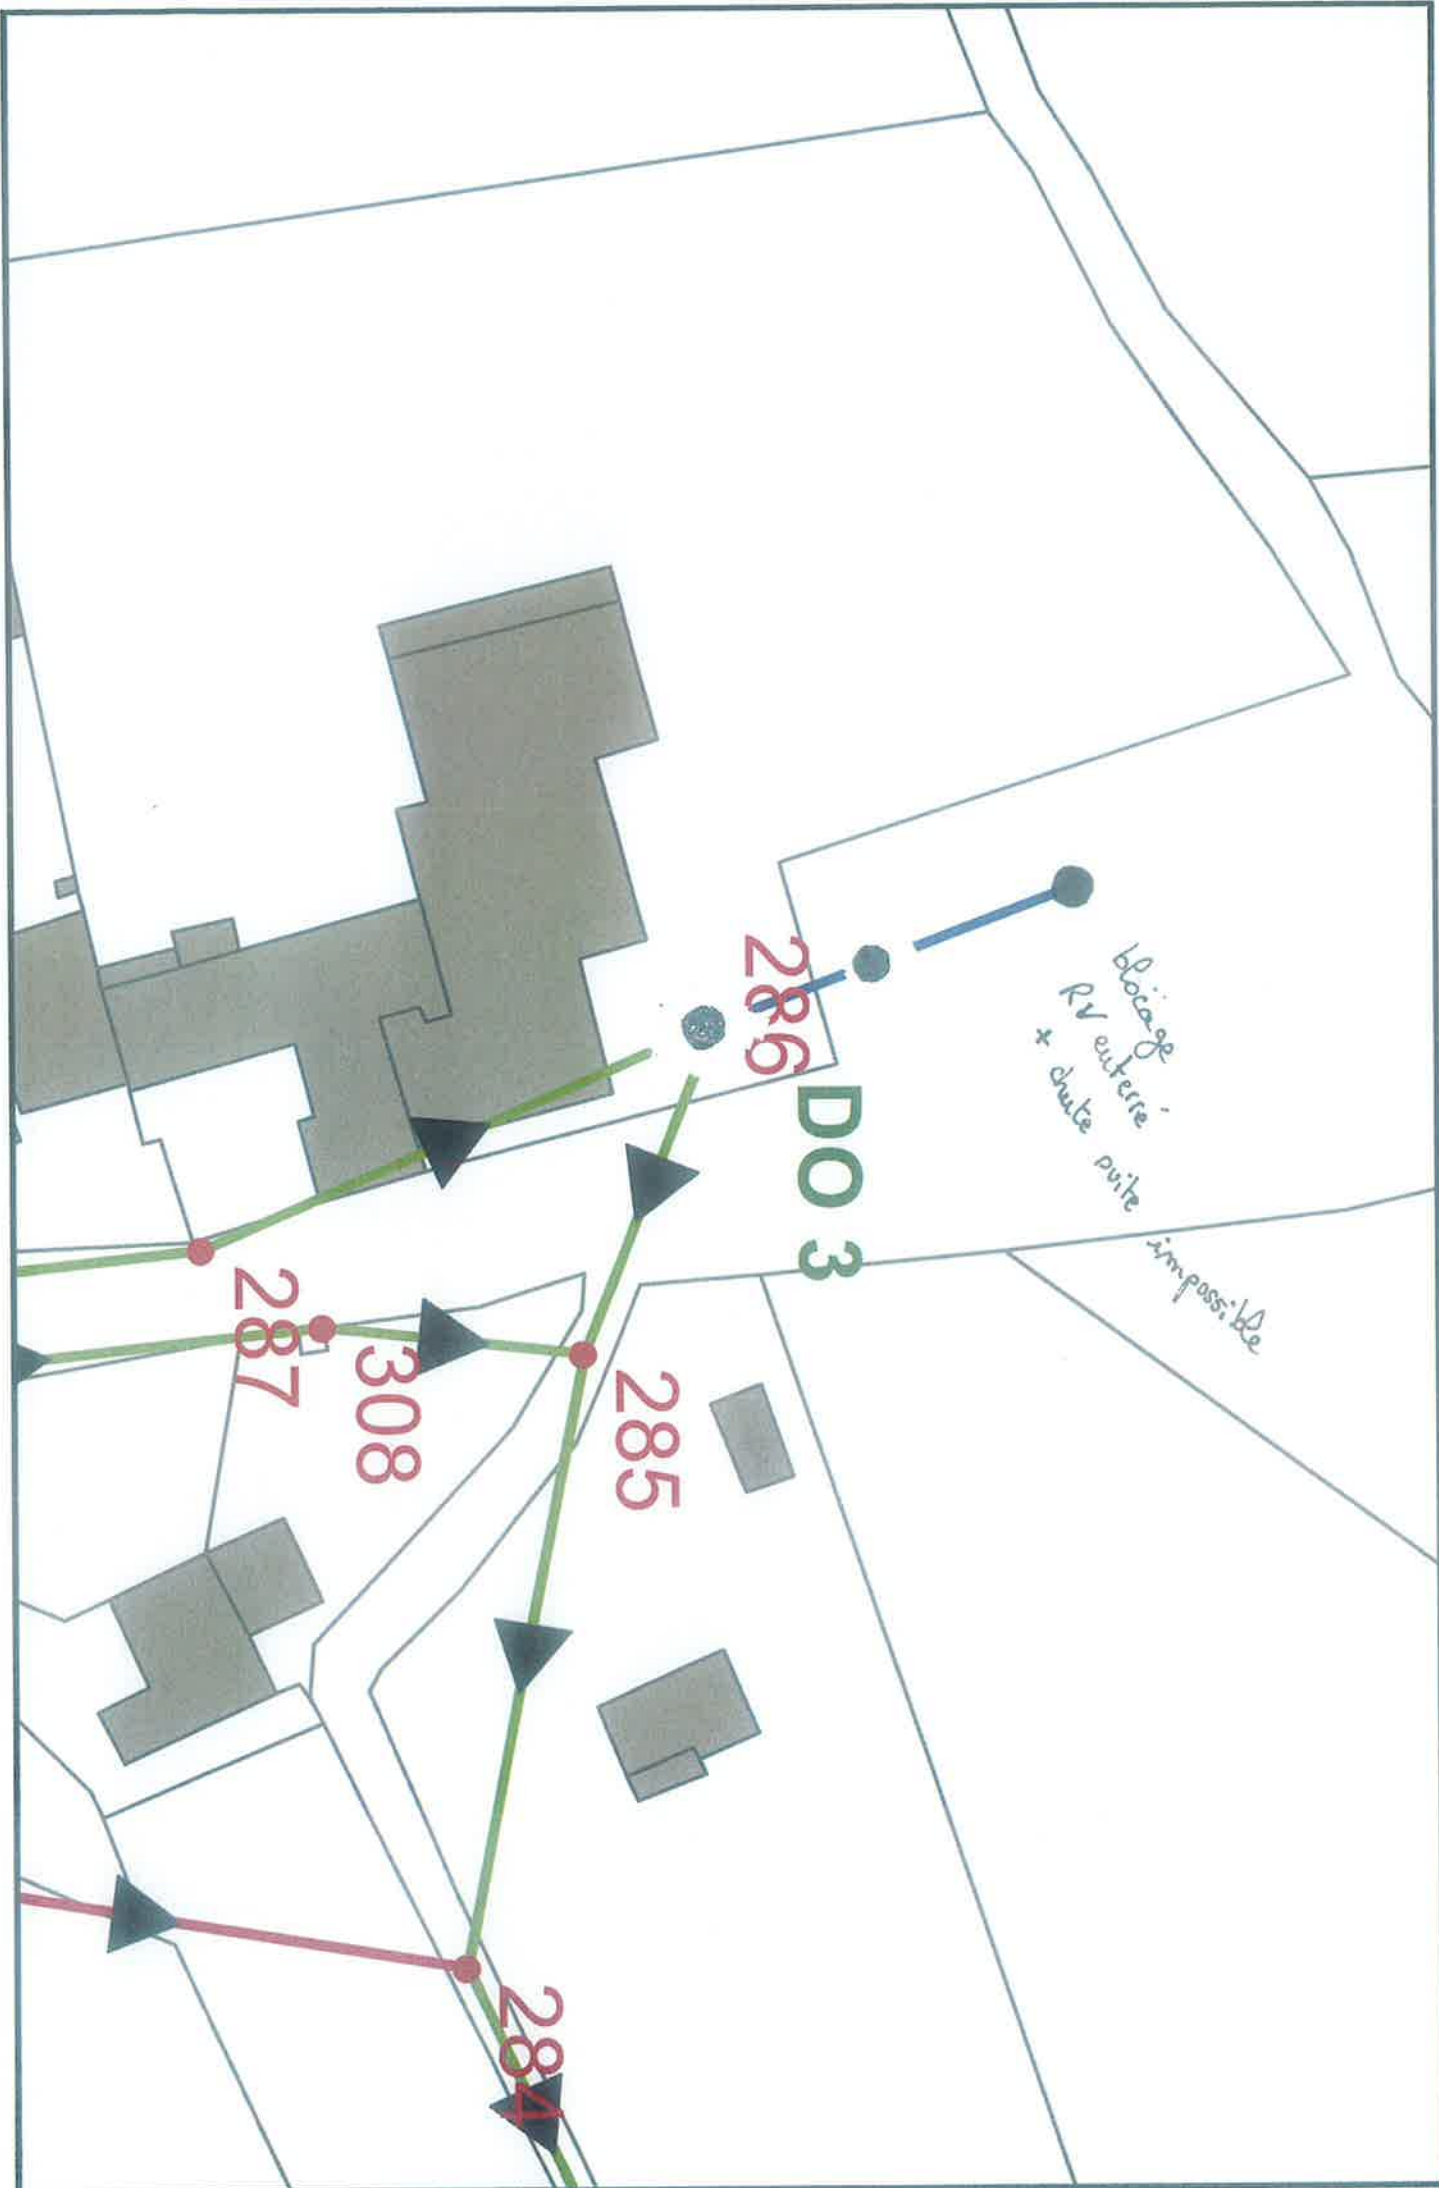 blocage
RV enterré
+ chute suite impossible
286
DO 3
285
308
287
284